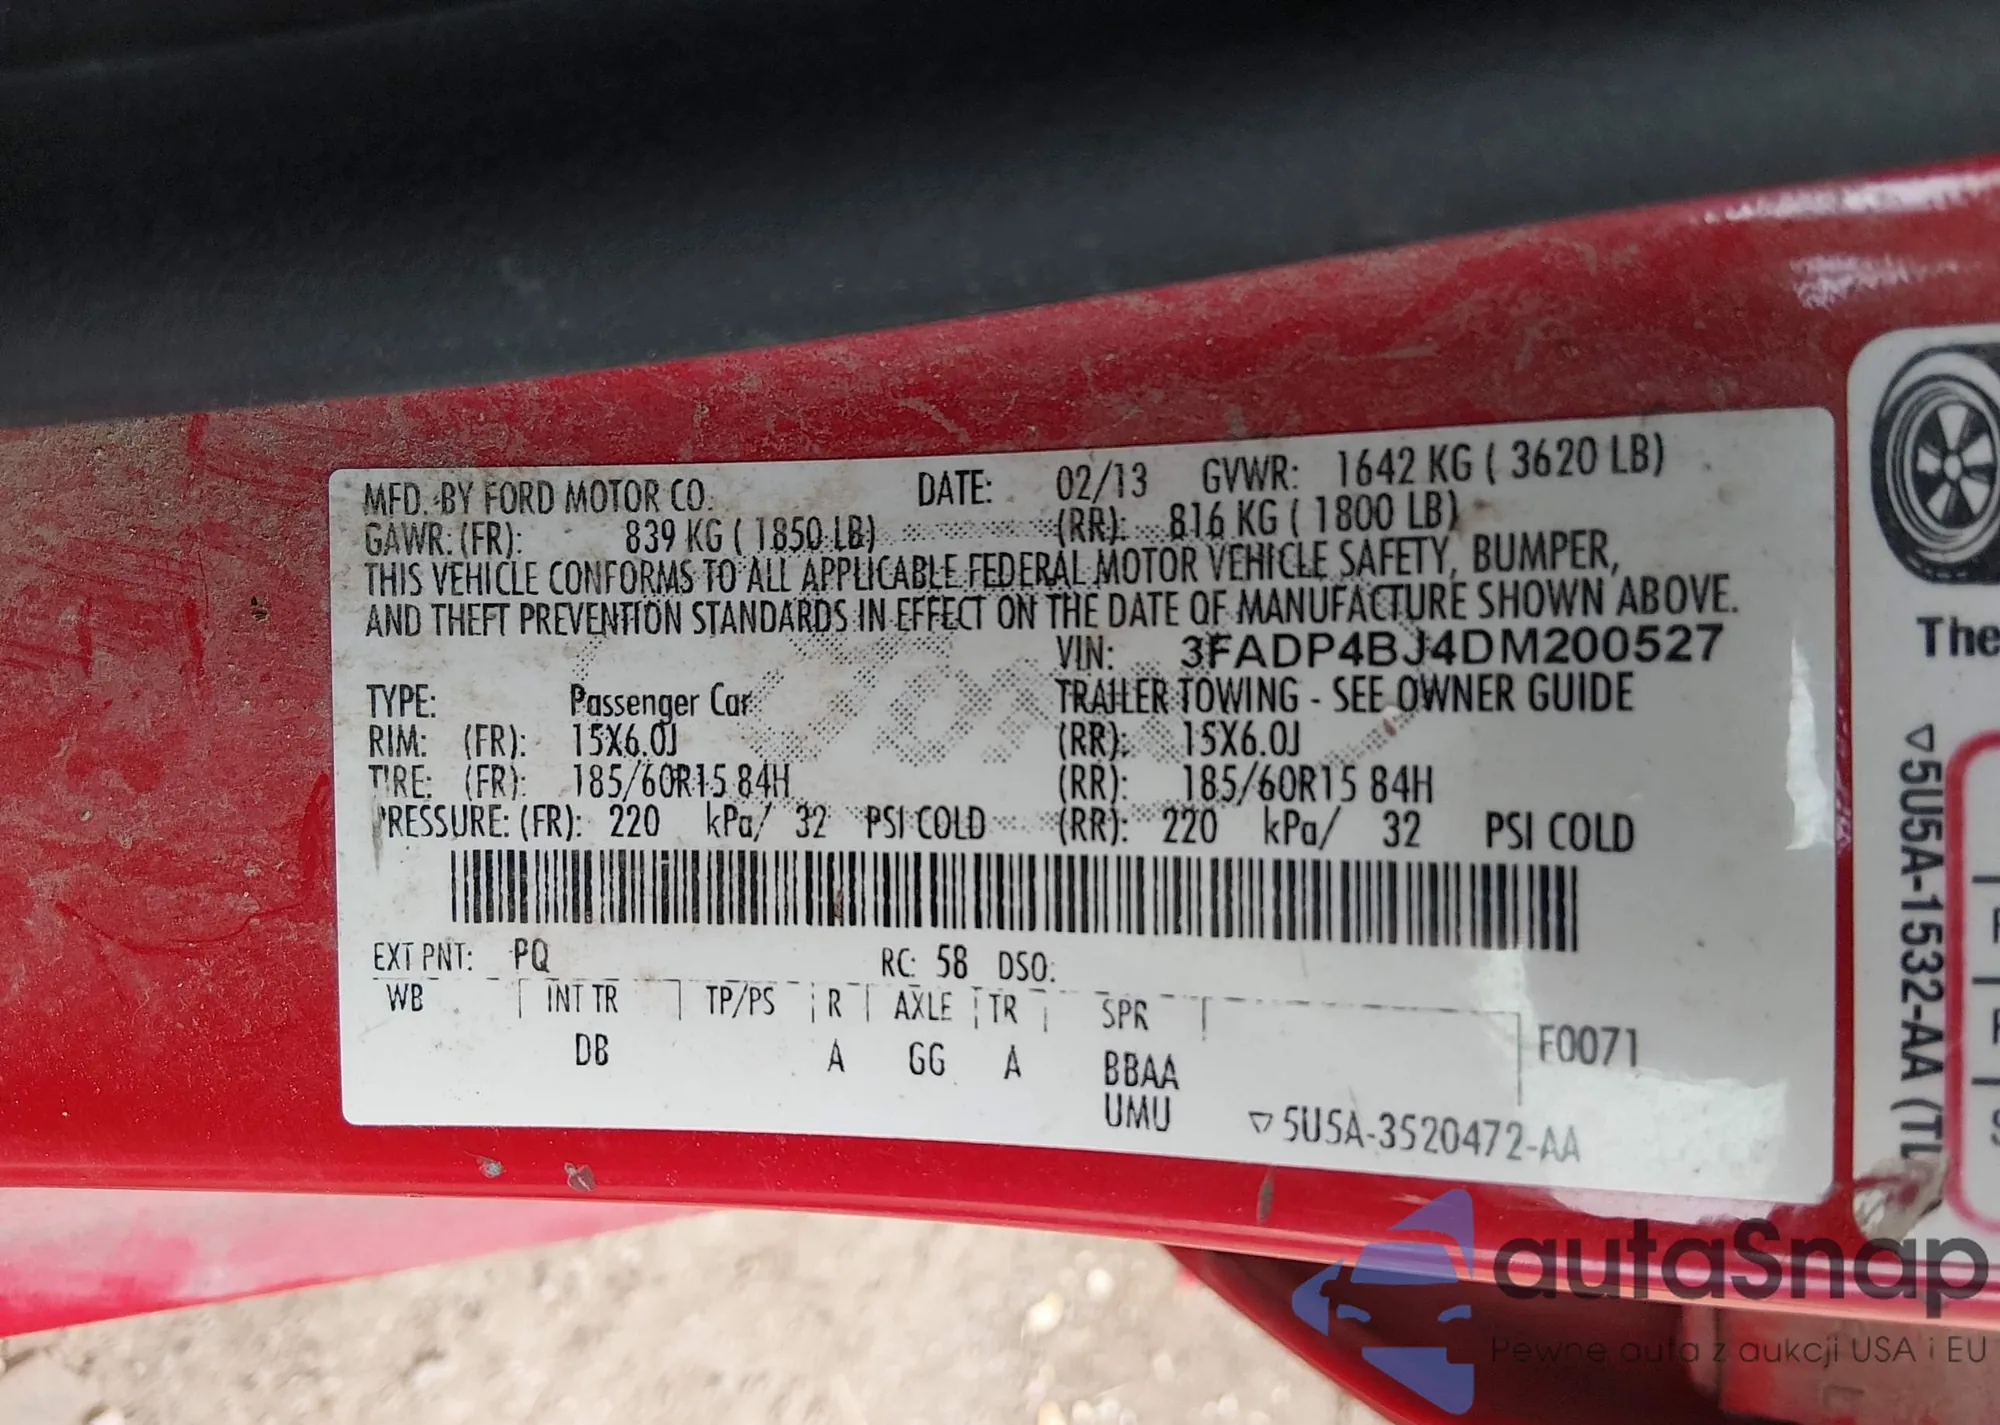 MFD. BY FORD MOTOR CO. DATE: 02/13 GVWR: 1642 KG ( 3620 LB)
GAWR: (FR): 839 KG ( 1850 LB) (RR): 816 KG ( 1800 LB)
THIS VEHICLE CONFORMS TO ALL APPLICABLE FEDERAL MOTOR VEHICLE SAFETY, BUMPER,
AND THEFT PREVENTION STANDARDS IN EFFECT ON THE DATE OF MANUFACTURE SHOWN ABOVE.
VIN: 3FADP4BJ4DM200527
TYPE: Passenger Car TRAILER TOWING - SEE OWNER GUIDE
RIM: (FR): 15X6.0J (RR): 15X6.0J
TIRE: (FR): 185/60R15 84H (RR): 185/60R15 84H
PRESSURE: (FR): 220 kPa/ 32 PSI COLD (RR): 220 kPa/ 32 PSI COLD
EXT PNT: PQ RC: 58 DSO:
WB INT TR TP/PS R AXLE TR SPR
DB A GG A BBAA F0071
UMU ▽5U5A-3520472-AA
The
▽5U5A-1532-AA (TL
autaSnap
Pewne auta z aukcji USA i EU